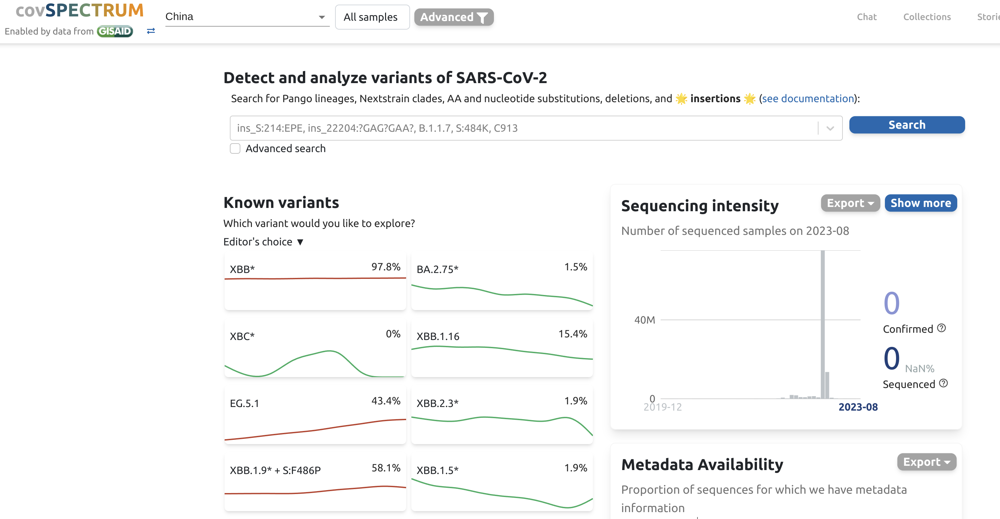 covSPECTRUM
Enabled by data from GISAID
China
All samples
Advanced
Chat
Collections
Detect and analyze variants of SARS-CoV-2
Search for Pango lineages, Nextstrain clades, AA and nucleotide substitutions, deletions, and 🌟 insertions 🌟 (see documentation):
ins_S:214:EPE, ins_22204:?GAG?GAA?, B.1.1.7, S:484K, C913
Search
Advanced search
Known variants
Which variant would you like to explore?
Editor's choice ▼
XBB* 97.8%
BA.2.75* 1.5%
XBC* 0%
XBB.1.16 15.4%
EG.5.1 43.4%
XBB.2.3* 1.9%
XBB.1.9* + S:F486P 58.1%
XBB.1.5* 1.9%
Sequencing intensity
Export
Show more
Number of sequenced samples on 2023-08
40M
0
2019-12
2023-08
0
Confirmed
0 NaN%
Sequenced
Metadata Availability
Export
Proportion of sequences for which we have metadata
information